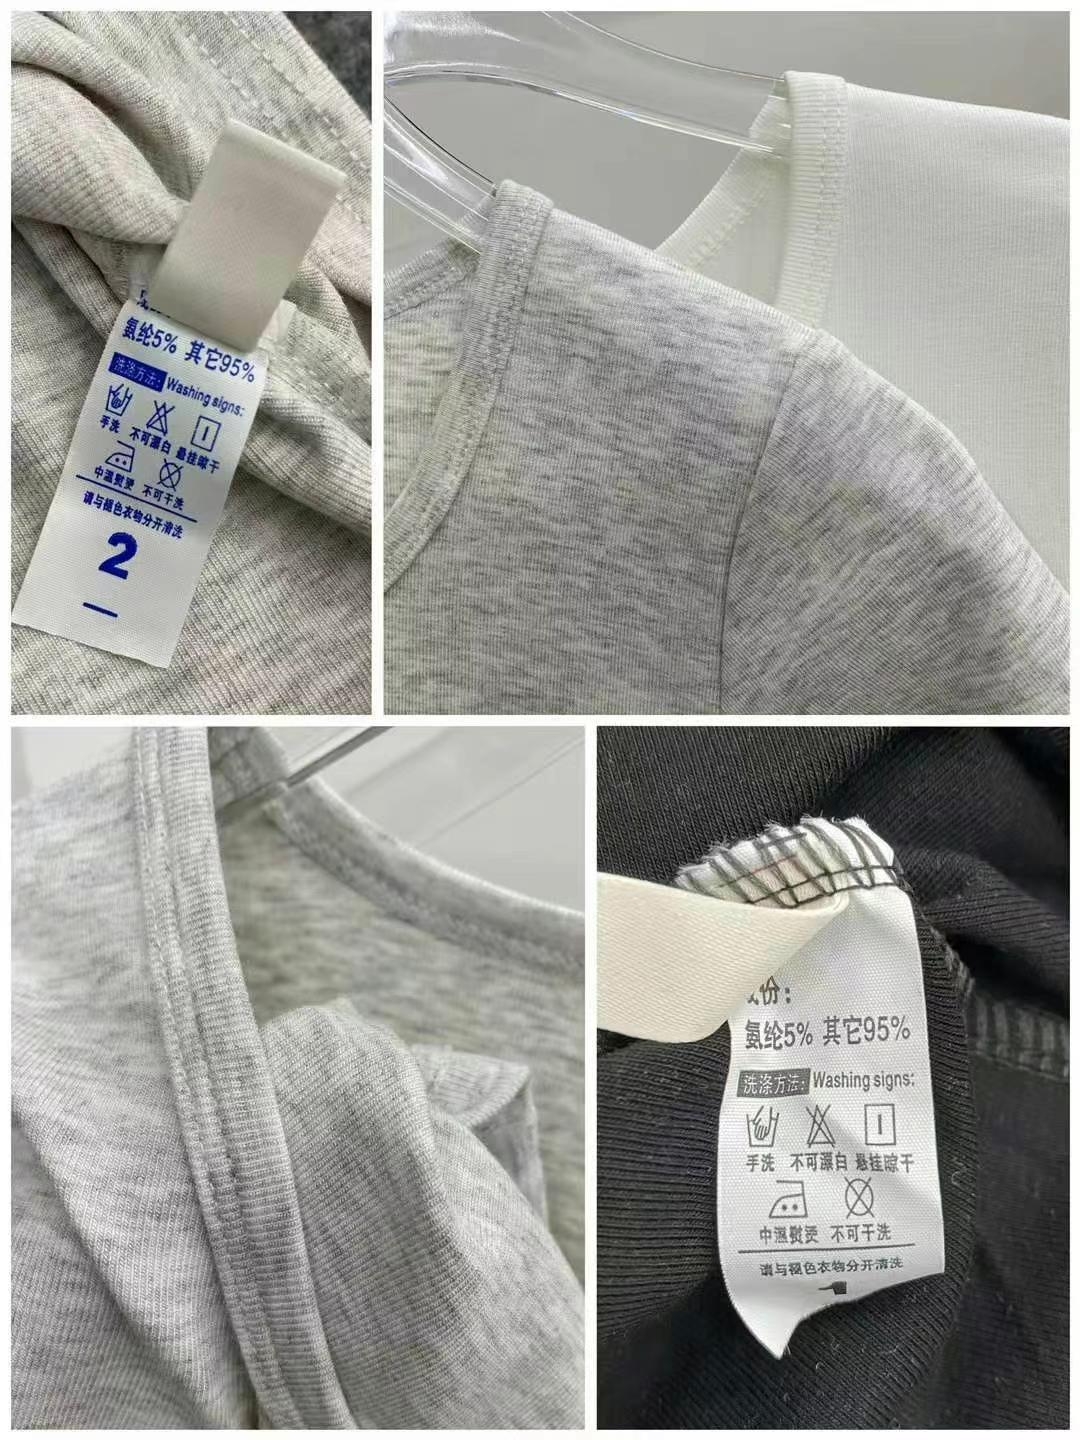 氨纶5% 其它95%
洗涤方法: Washing signs:
手洗 不可漂白 悬挂晾干
中温熨烫 不可干洗
请与褪色衣物分开清洗
2
份:
氨纶5% 其它95%
洗涤方法: Washing signs:
手洗 不可漂白 悬挂晾干
中温熨烫 不可干洗
请与褪色衣物分开清洗